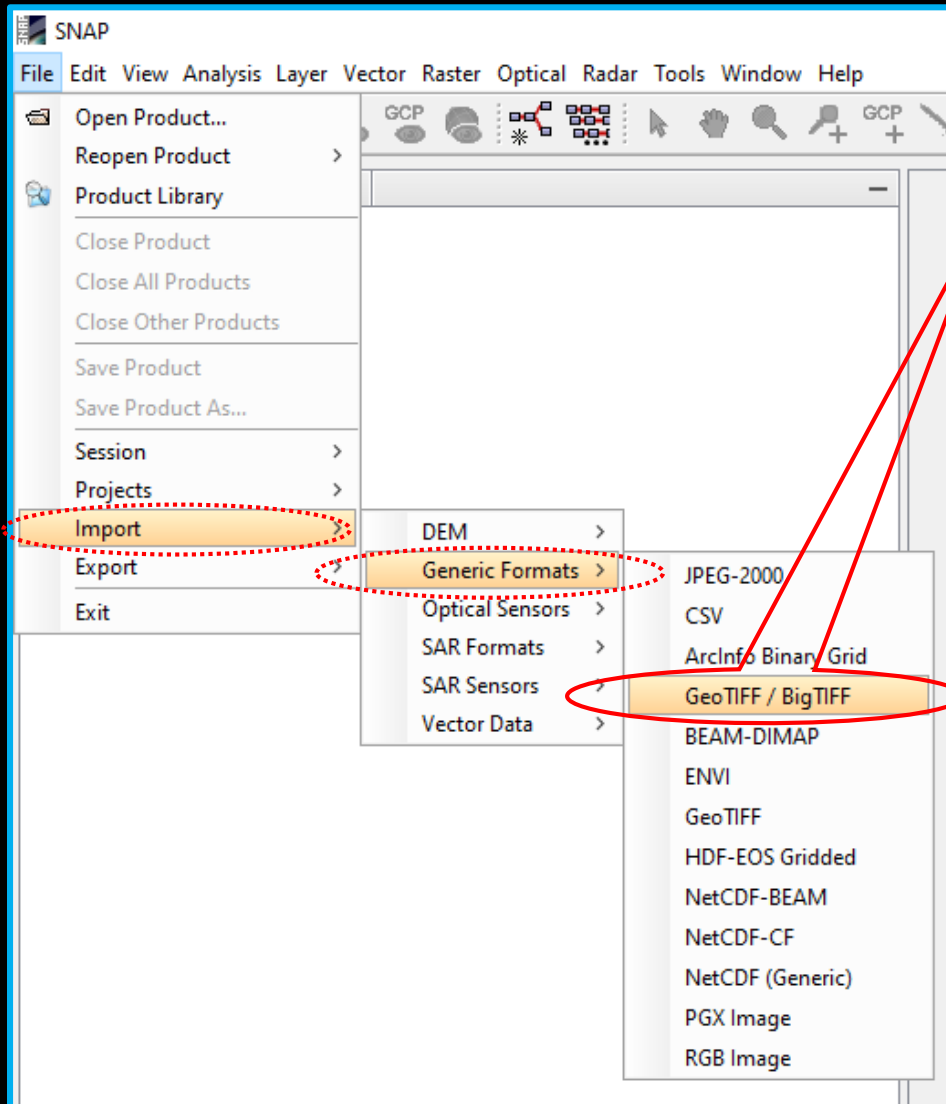 SNAP
File Edit View Analysis Layer Vector Raster Optical Radar Tools Window Help
GCP GCP
Open Product...
Reopen Product >
Product Library
Close Product
Close All Products
Close Other Products
Save Product
Save Product As...
Session >
Projects >
Import >
Export >
Exit
DEM >
Generic Formats >
Optical Sensors >
SAR Formats >
SAR Sensors >
Vector Data >
JPEG-2000
CSV
ArcInfo Binary Grid
GeoTIFF / BigTIFF
BEAM-DIMAP
ENVI
GeoTIFF
HDF-EOS Gridded
NetCDF-BEAM
NetCDF-CF
NetCDF (Generic)
PGX Image
RGB Image